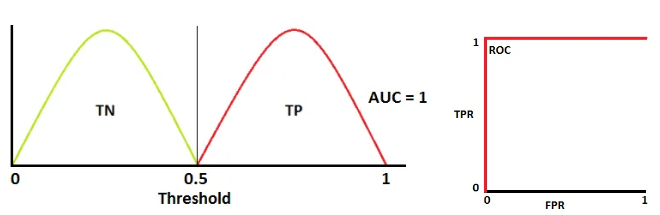 TN
TP
AUC = 1
0
0.5
1
Threshold
1
ROC
TPR
0
0
FPR
1